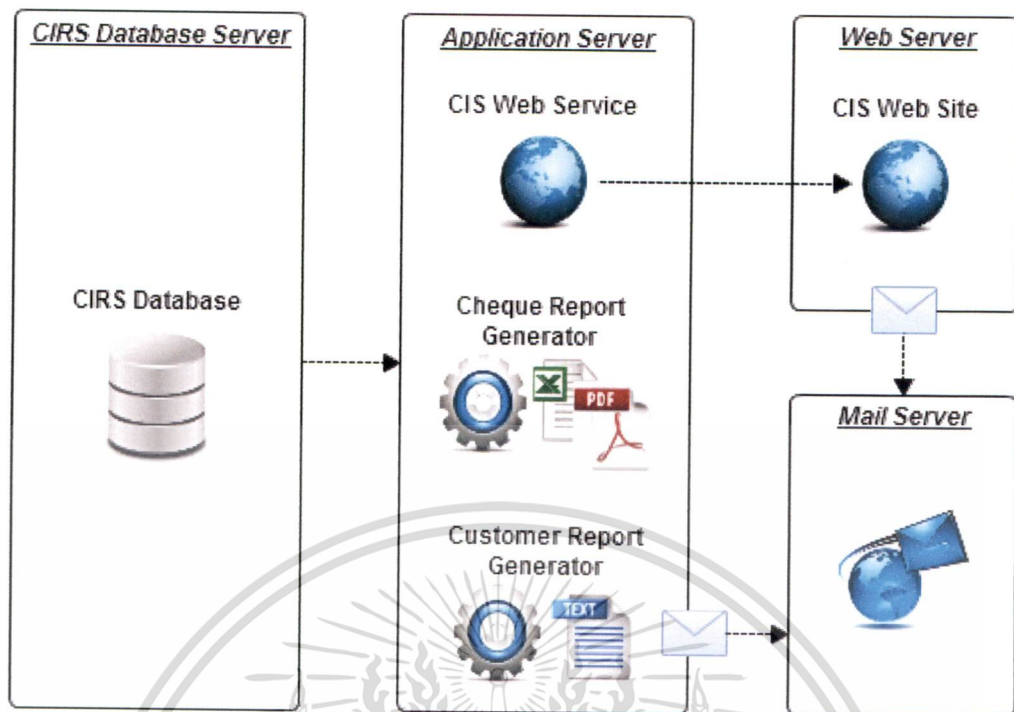 CIRS Database Server
CIRS Database
Application Server
CIS Web Service
Cheque Report
Generator
PDF
Customer Report
Generator
TEXT
Web Server
CIS Web Site
Mail Server